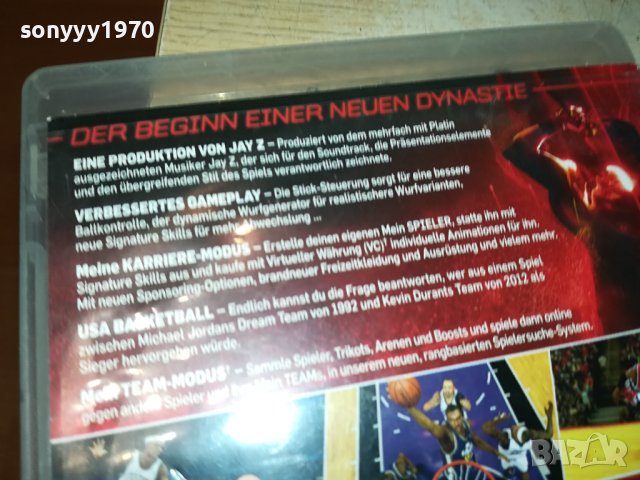 sonyyy1970
DER BEGINN EINER NEUEN DYNASTIE
EINE PRODUKTION VON JAY Z – Produziert von dem mehrfach mit Platin
ausgezeichneten Musiker Jay Z, der sich für den Soundtrack, die Präsentationselemente
und den übergreifenden Stil des Spiels verantwortlich zeichnete.
VERBESSERTES GAMEPLAY – Die Stick-Steuerung sorgt für eine bessere
Ballkontrolle, der dynamische Wurfgenerator für realistischere Wurfvarianten,
neue Signature Skills für mehr Abwechslung ...
Meine KARRIERE-MODUS – Erstelle deinen eigenen Mein SPIELER, statte ihn mit
Signature Skills aus und kaufe mit Virtueller Währung (VC)¹ individuelle Animationen für ihn.
Mit neuen Sponsoring-Optionen, brandneuer Freizeitkleidung und Ausrüstung und vielem mehr.
USA BASKETBALL – Endlich kannst du die Frage beantworten, wer aus einem Spiel
zwischen Michael Jordans Dream Team von 1992 und Kevin Durants Team von 2012 als
Sieger hervorgehen würde.
Mein TEAM-MODUS¹ – Sammle Spieler, Trikots, Arenen und Boosts und spiele dann online
gegen andere Spieler und ihre Mein TEAMs, in unserem neuen, rangbasierten Spielersuche-System.
BAZAR